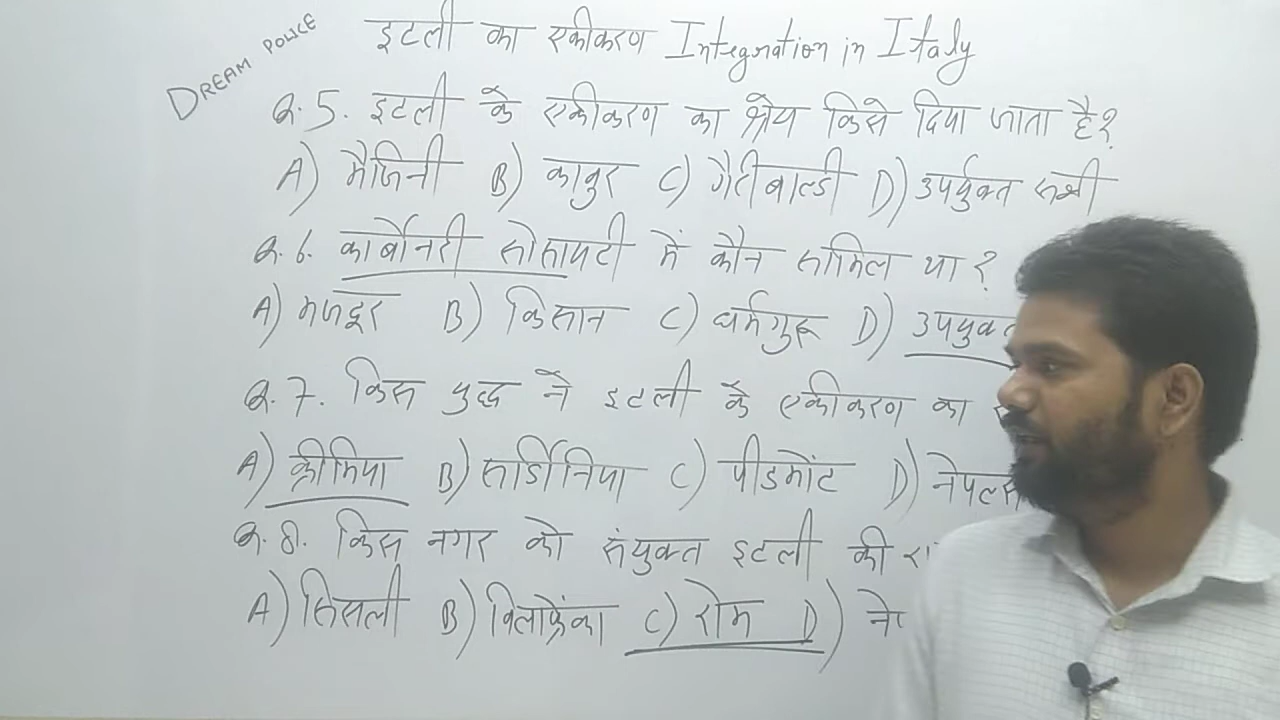 DREAM POLICE
इटली का एकीकरण Integration in Italy
Q.5. इटली के एकीकरण का श्रेय किसे दिया जाता है?
A) मैजिनी B) कावुर C) गैरीबाल्डी D) उपर्युक्त सभी
Q.6. कार्बोनरी सोसायटी में कौन सामिल था?
A) मजदूर B) किसान C) धर्मगुरू D) उपयुक्त
Q.7. किस युद्ध ने इटली के एकीकरण का
A) क्रीमिया B) सार्डिनिया C) पीडमोंट D) नेपल्स
Q.8. किस नगर को संयुक्त इटली की
A) सिसली B) विलाफ्रेंका C) रोम D)